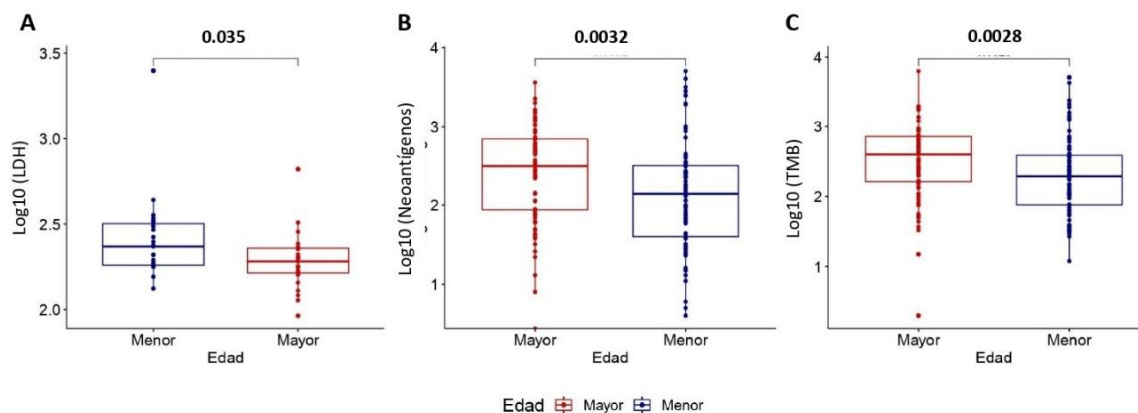 A
0.035
3.5
3.0
2.5
2.0
Log10 (LDH)
Menor
Mayor
Edad
B
0.0032
4
3
2
1
Log10 (Neoantígenos)
Mayor
Menor
Edad
C
0.0028
4
3
2
1
Log10 (TMB)
Mayor
Menor
Edad
Edad Mayor Menor